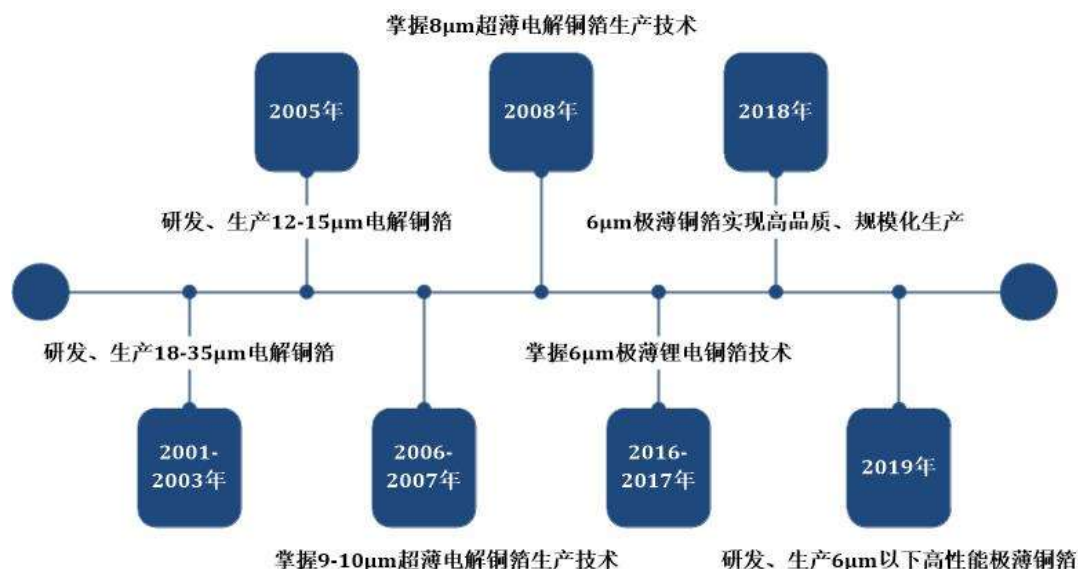 掌握8μm超薄电解铜箔生产技术
2005年
2008年
2018年
研发、生产12-15μm电解铜箔
6μm极薄铜箔实现高品质、规模化生产
研发、生产18-35μm电解铜箔
掌握6μm极薄锂电铜箔技术
2001-
2003年
2006-
2007年
2016-
2017年
2019年
掌握9-10μm超薄电解铜箔生产技术
研发、生产6μm以下高性能极薄铜箔